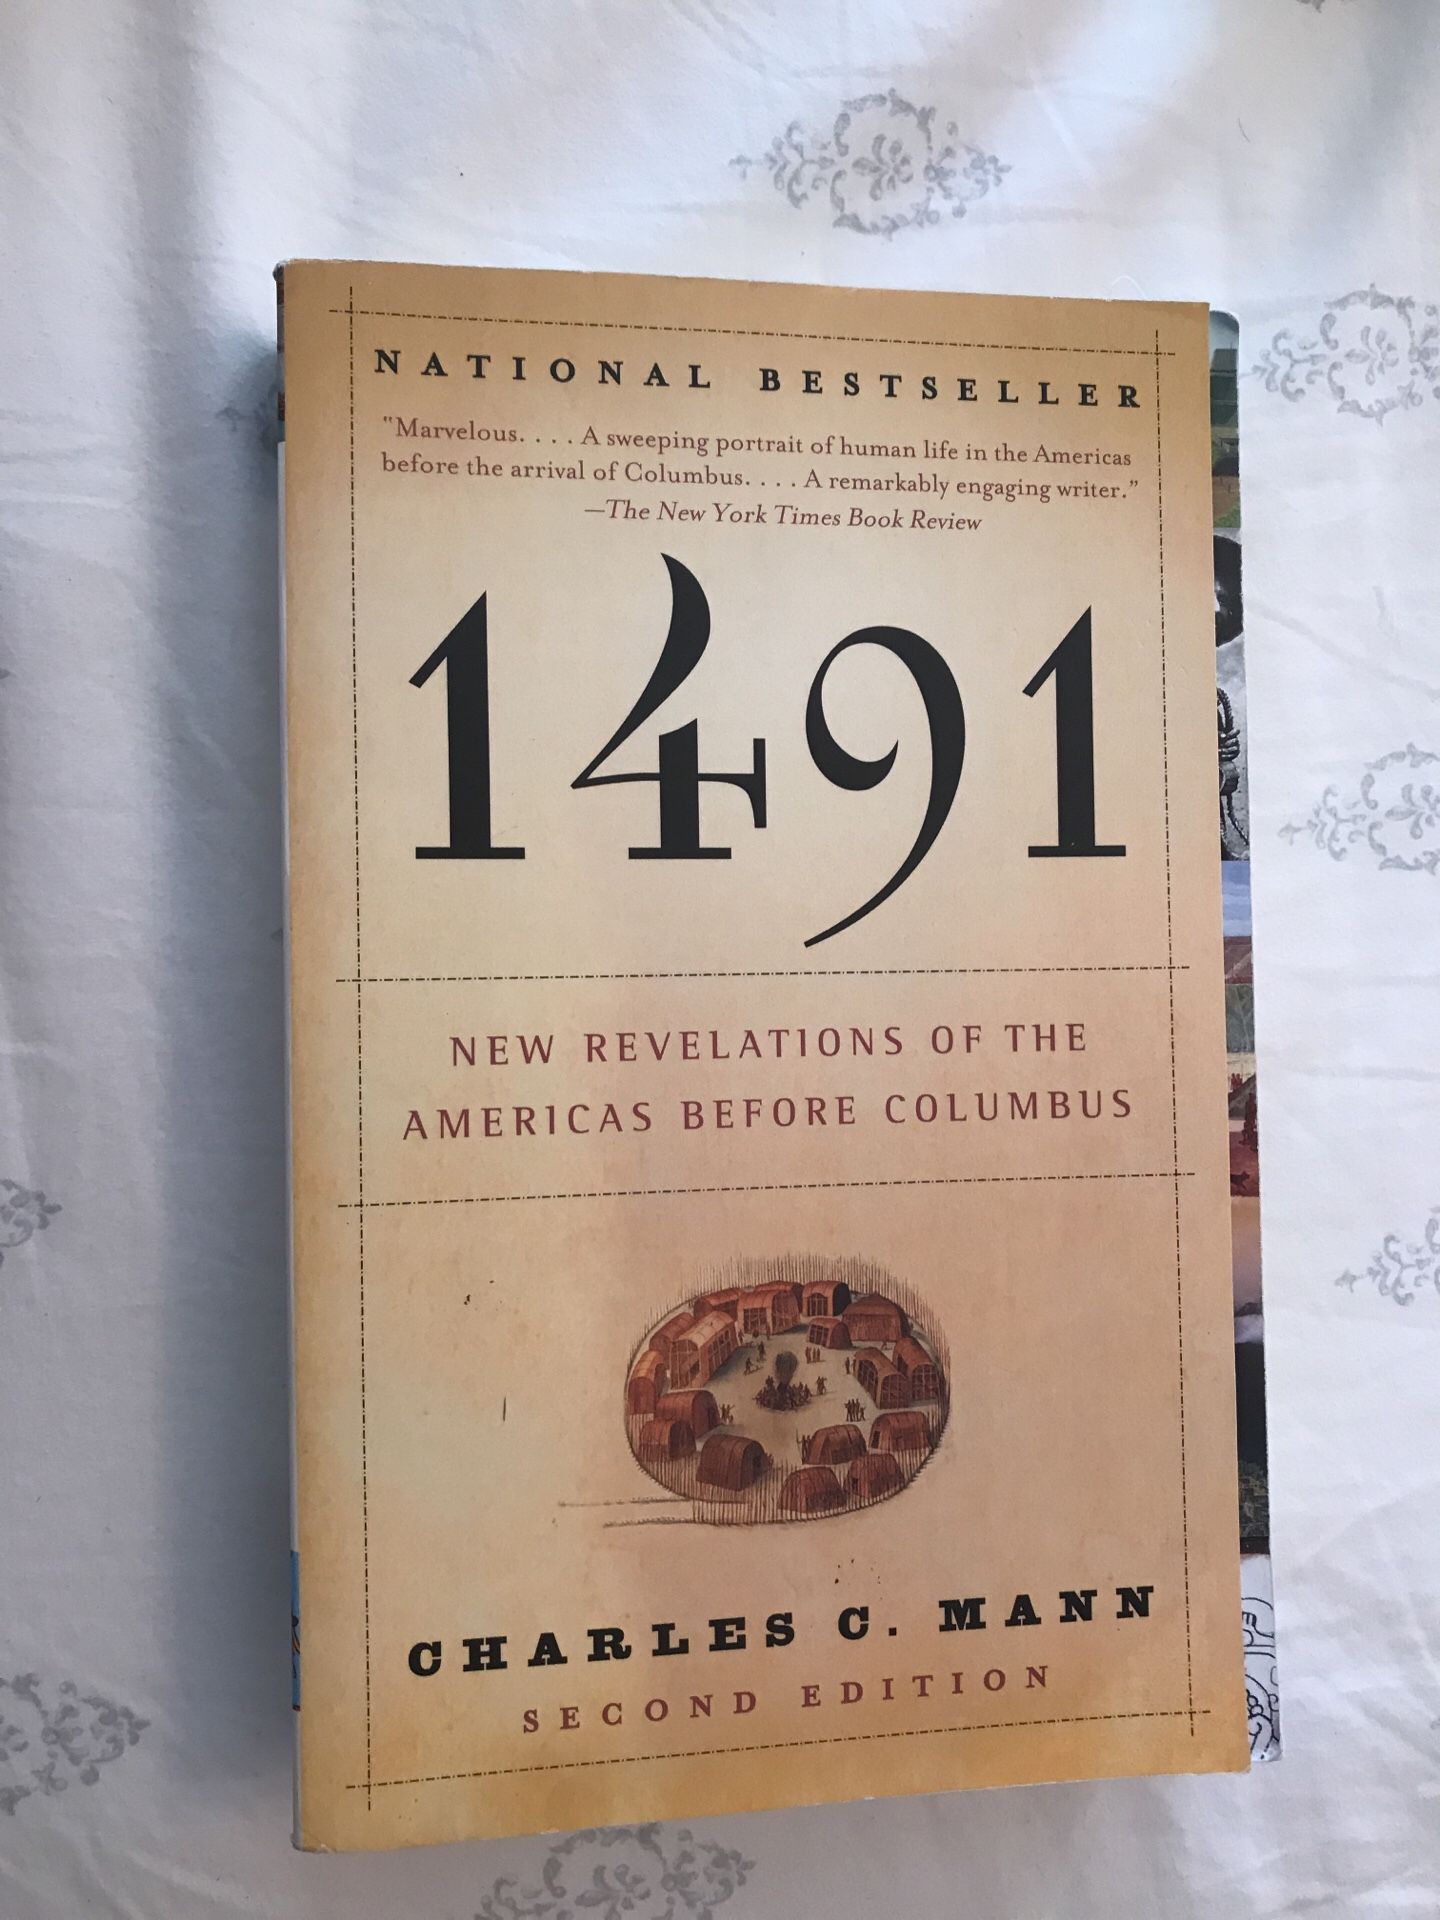 NATIONAL BESTSELLER
"Marvelous. . . . A sweeping portrait of human life in the Americas
before the arrival of Columbus. . . . A remarkably engaging writer."
—The New York Times Book Review
1491
NEW REVELATIONS OF THE
AMERICAS BEFORE COLUMBUS
CHARLES C. MANN
SECOND EDITION